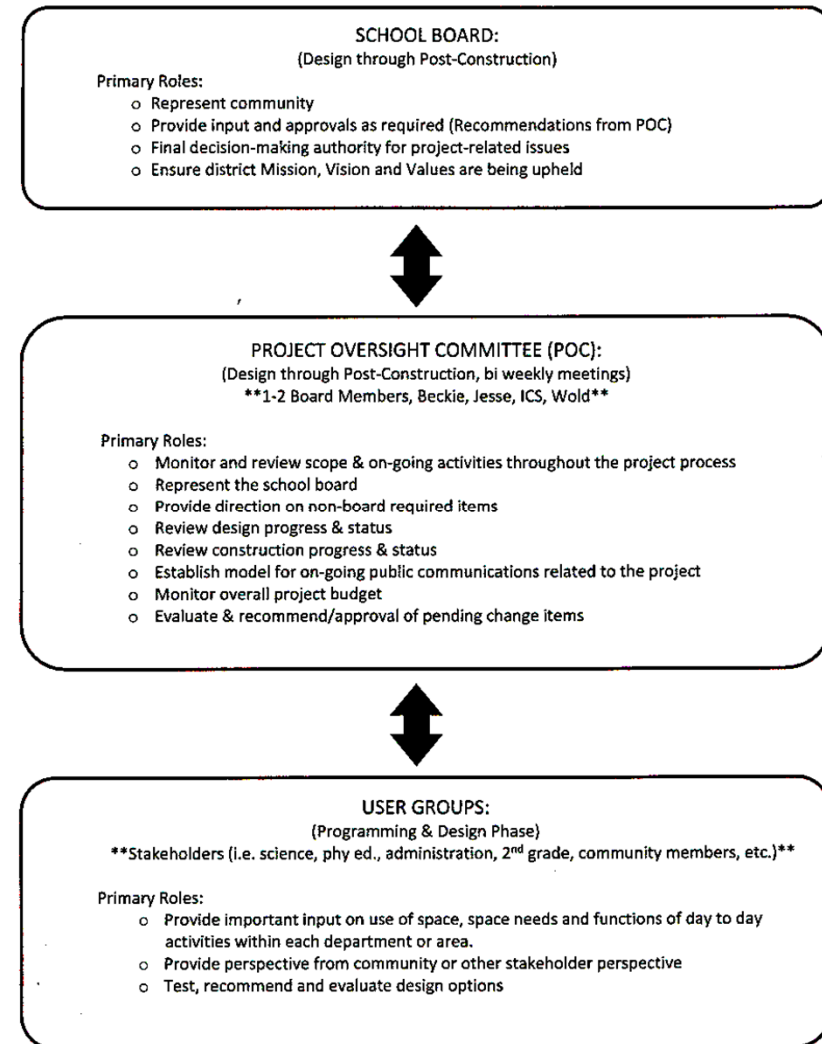 SCHOOL BOARD:
(Design through Post-Construction)
Primary Roles:
o Represent community
o Provide input and approvals as required (Recommendations from POC)
o Final decision-making authority for project-related issues
o Ensure district Mission, Vision and Values are being upheld
PROJECT OVERSIGHT COMMITTEE (POC):
(Design through Post-Construction, bi weekly meetings)
**1-2 Board Members, Beckie, Jesse, ICS, Wold**
Primary Roles:
o Monitor and review scope & on-going activities throughout the project process
o Represent the school board
o Provide direction on non-board required items
o Review design progress & status
o Review construction progress & status
o Establish model for on-going public communications related to the project
o Monitor overall project budget
o Evaluate & recommend/approval of pending change items
USER GROUPS:
(Programming & Design Phase)
**Stakeholders (i.e. science, phy ed., administration, 2nd grade, community members, etc.)**
Primary Roles:
o Provide important input on use of space, space needs and functions of day to day
activities within each department or area.
o Provide perspective from community or other stakeholder perspective
o Test, recommend and evaluate design options